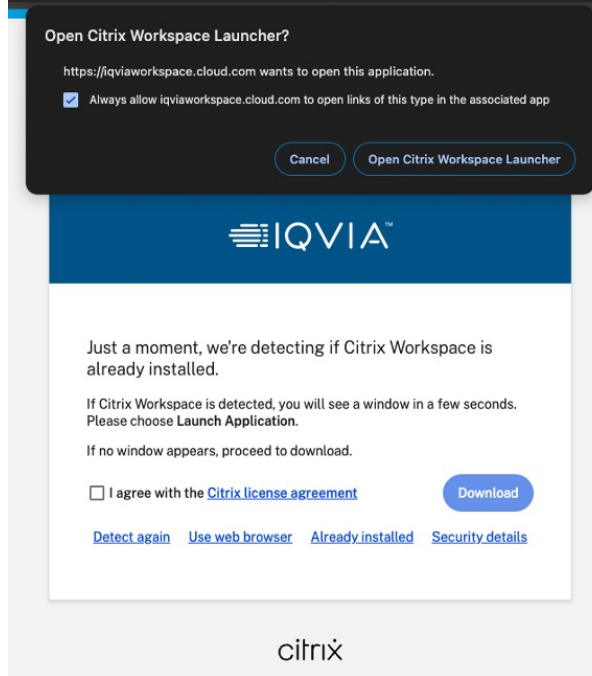 Open Citrix Workspace Launcher?
https://iqviaworkspace.cloud.com wants to open this application.
Always allow iqviaworkspace.cloud.com to open links of this type in the associated app
Cancel
Open Citrix Workspace Launcher
IQVIA™
Just a moment, we're detecting if Citrix Workspace is
already installed.
If Citrix Workspace is detected, you will see a window in a few seconds.
Please choose Launch Application.
If no window appears, proceed to download.
I agree with the Citrix license agreement
Download
Detect again Use web browser Already installed Security details
citrix